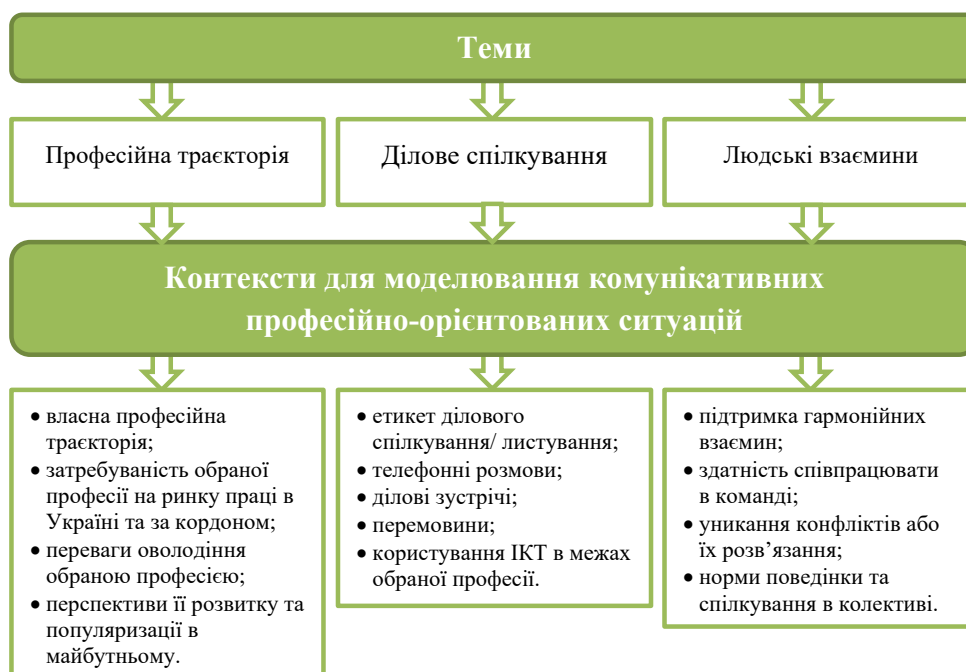 Теми
Професійна траєкторія
Ділове спілкування
Людські взаємини
Контексти для моделювання комунікативних
професійно-орієнтованих ситуацій
• власна професійна
траєкторія;
• затребуваність обраної
професії на ринку праці в
Україні та за кордоном;
• переваги оволодіння
обраною професією;
• перспективи її розвитку та
популяризації в
майбутньому.
• етикет ділового
спілкування/ листування;
• телефонні розмови;
• ділові зустрічі;
• перемовини;
• користування ІКТ в межах
обраної професії.
• підтримка гармонійних
взаємин;
• здатність співпрацювати
в команді;
• уникання конфліктів або
їх розв’язання;
• норми поведінки та
спілкування в колективі.